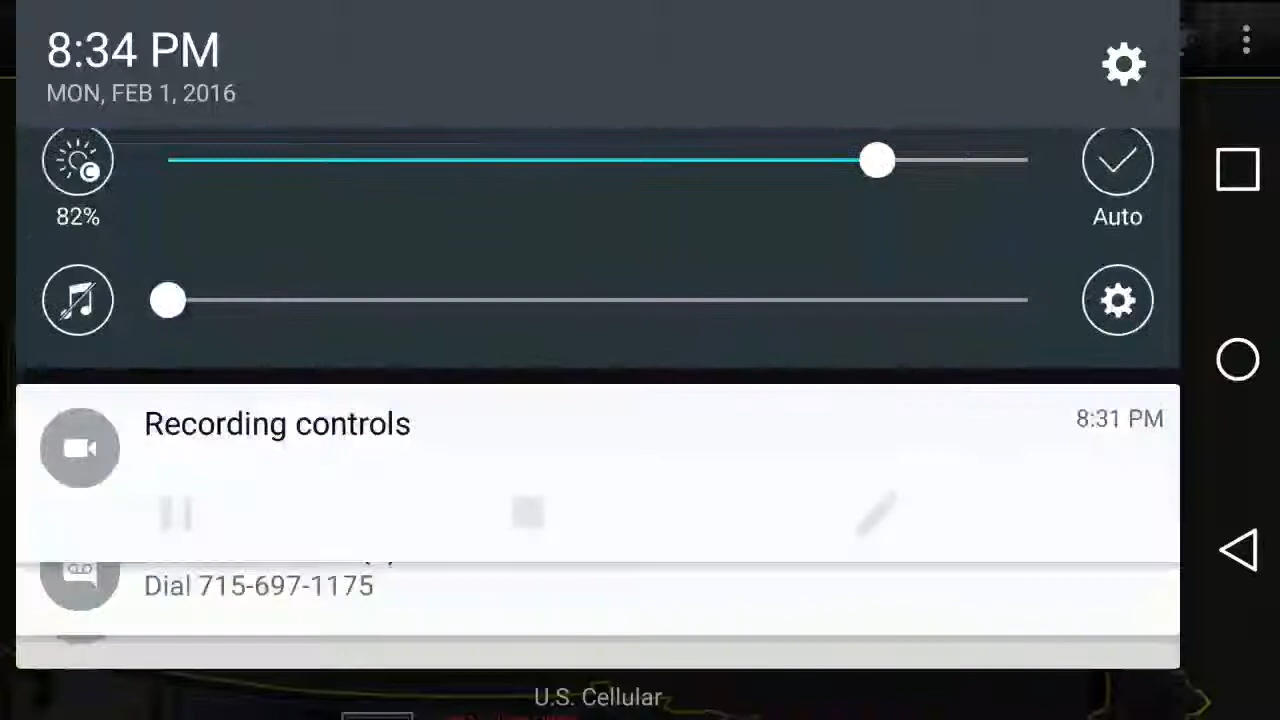 8:34 PM
MON, FEB 1, 2016
82%
Auto
Recording controls
8:31 PM
Dial 715-697-1175
U.S. Cellular